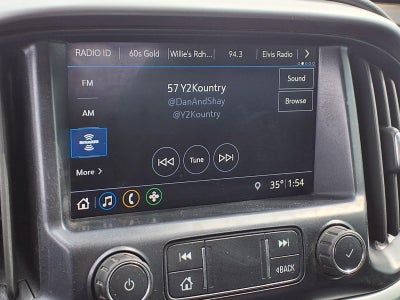 RADIO ID 60s Gold Willie's Rdh... 94.3 Elvis Radio
FM
57 Y2Kountry
Sound
@DanAndShay
Browse
AM
@Y2Kountry
Tune
More
35° 1:54
BACK